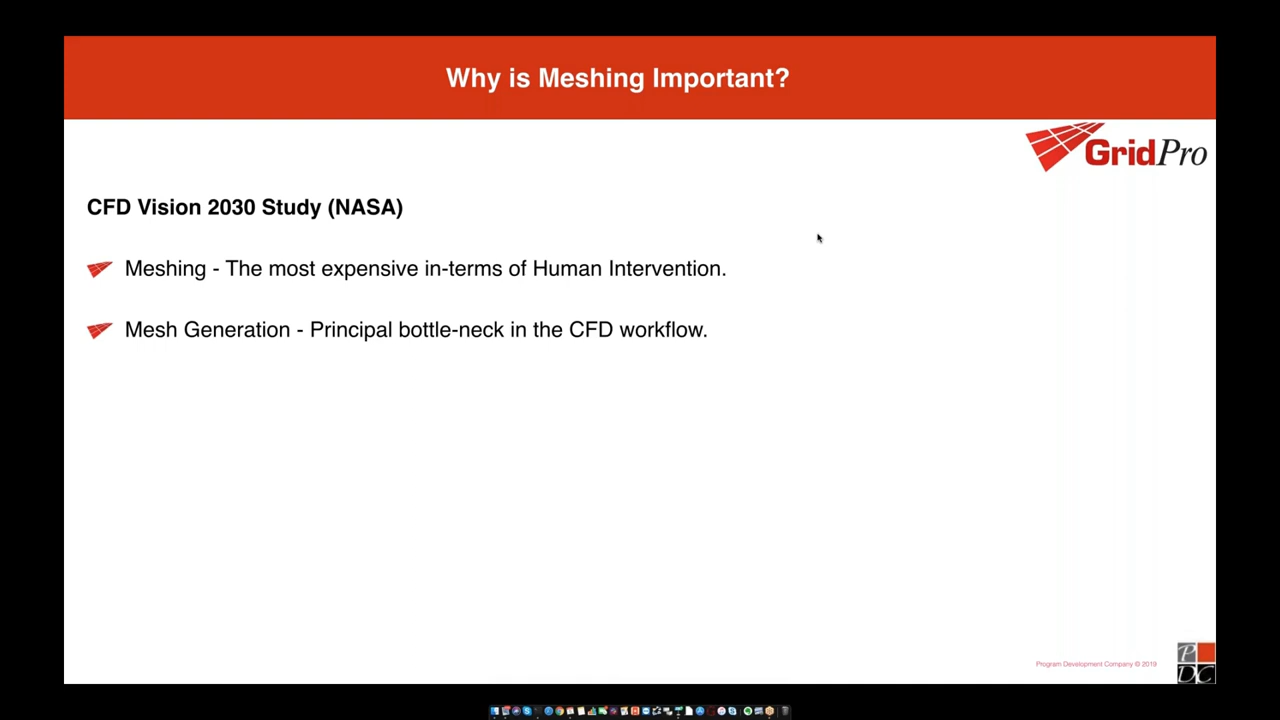 Why is Meshing Important?
GridPro
CFD Vision 2030 Study (NASA)
Meshing - The most expensive in-terms of Human Intervention.
Mesh Generation - Principal bottle-neck in the CFD workflow.
Program Development Company © 2019
P
DC